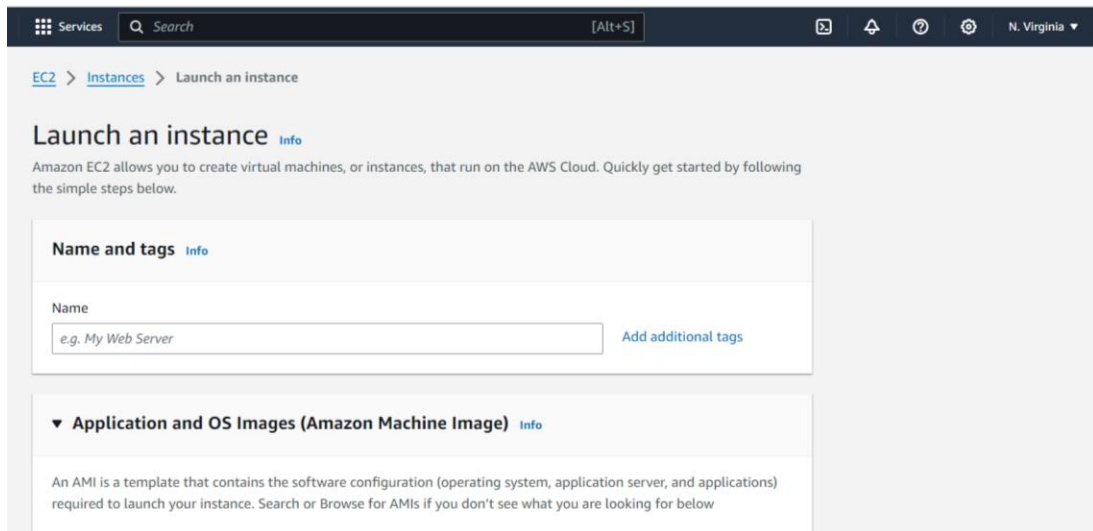 Services Search [Alt+S] N. Virginia
EC2 > Instances > Launch an instance
Launch an instance Info
Amazon EC2 allows you to create virtual machines, or instances, that run on the AWS Cloud. Quickly get started by following
the simple steps below.
Name and tags Info
Name
e.g. My Web Server Add additional tags
Application and OS Images (Amazon Machine Image) Info
An AMI is a template that contains the software configuration (operating system, application server, and applications)
required to launch your instance. Search or Browse for AMIs if you don't see what you are looking for below